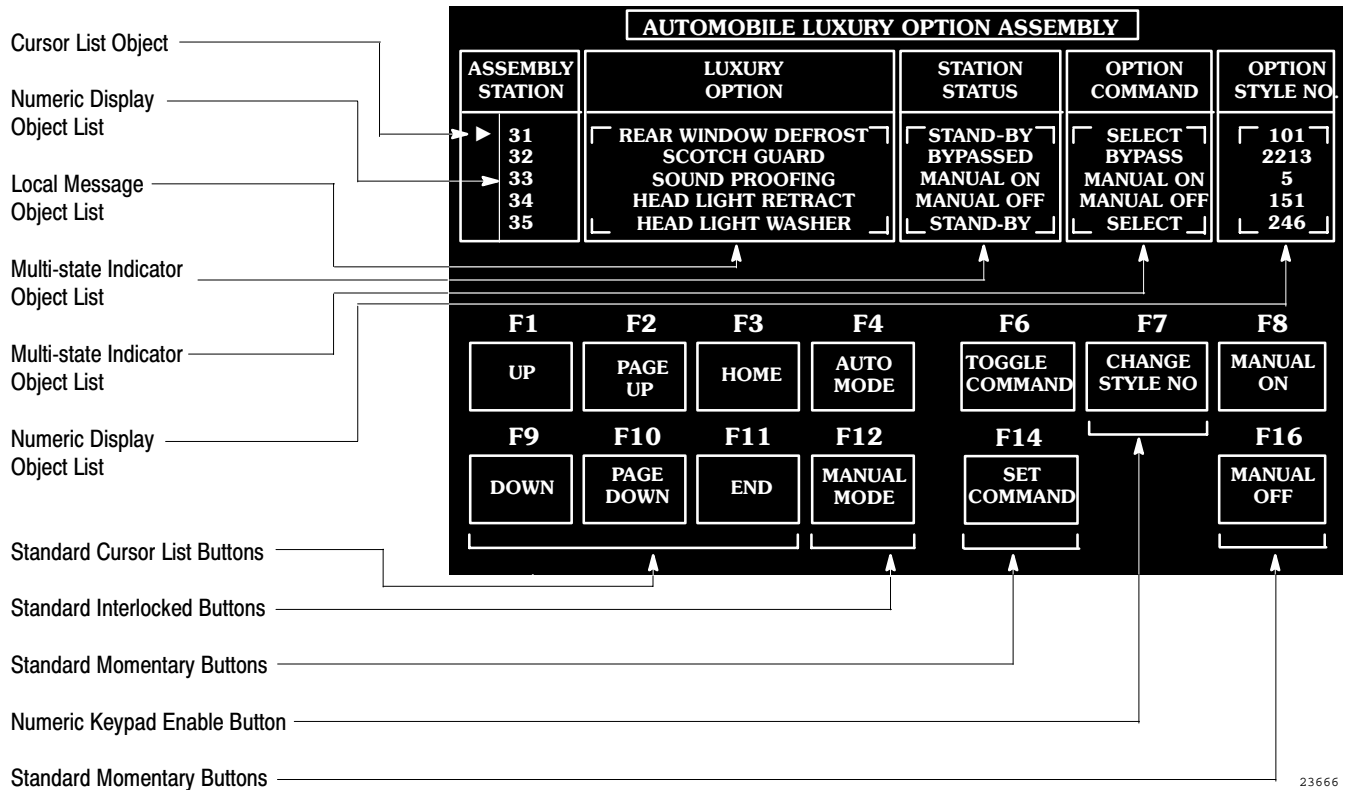 AUTOMOBILE LUXURY OPTION ASSEMBLY
Cursor List Object
Numeric Display
Object List
Local Message
Object List
Multi-state Indicator
Object List
Multi-state Indicator
Object List
Numeric Display
Object List
Standard Cursor List Buttons
Standard Interlocked Buttons
Standard Momentary Buttons
Numeric Keypad Enable Button
Standard Momentary Buttons
ASSEMBLY STATION
LUXURY OPTION
STATION STATUS
OPTION COMMAND
OPTION STYLE NO.
31 REAR WINDOW DEFROST STAND-BY SELECT 101
32 SCOTCH GUARD BYPASSED BYPASS 2213
33 SOUND PROOFING MANUAL ON MANUAL ON 5
34 HEAD LIGHT RETRACT MANUAL OFF MANUAL OFF 151
35 HEAD LIGHT WASHER STAND-BY SELECT 246
F1 F2 F3 F4 F6 F7 F8
UP
PAGE UP
HOME
AUTO MODE
TOGGLE COMMAND
CHANGE STYLE NO
MANUAL ON
F9 F10 F11 F12 F14 F16
DOWN
PAGE DOWN
END
MANUAL MODE
SET COMMAND
MANUAL OFF
23666